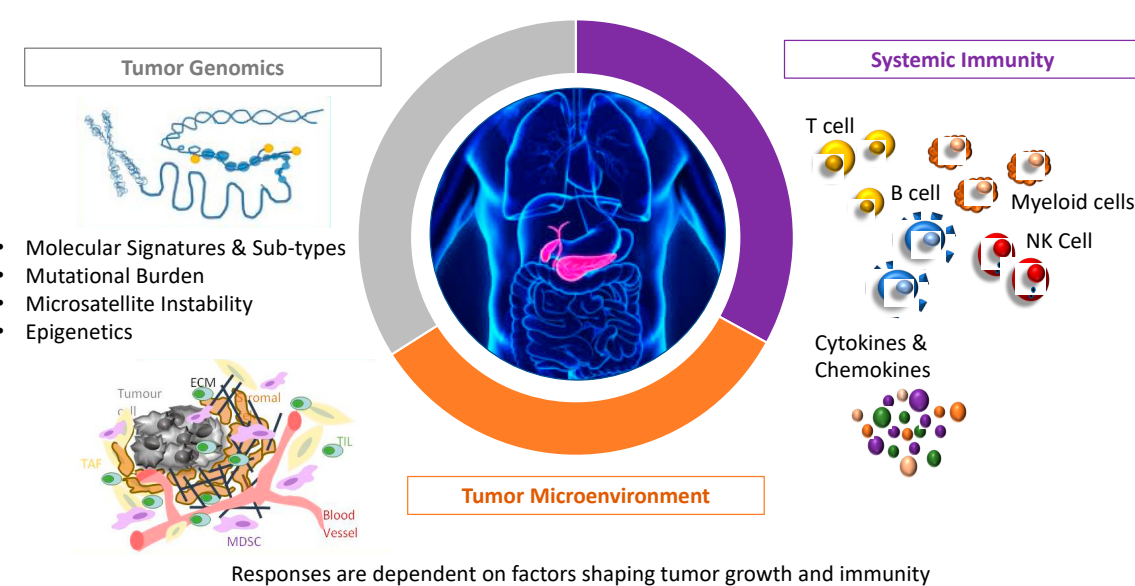 Tumor Genomics
• Molecular Signatures & Sub-types
• Mutational Burden
• Microsatellite Instability
• Epigenetics
Systemic Immunity
T cell
B cell
Myeloid cells
NK Cell
Cytokines &
Chemokines
ECM
Tumour
cell
Stromal
TAF
TIL
Blood
Vessel
MDSC
Tumor Microenvironment
Responses are dependent on factors shaping tumor growth and immunity